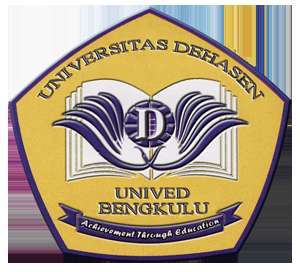 UNIVERSITAS DEHASEN
D
UNIVED
BENGKULU
Achievement Through Education